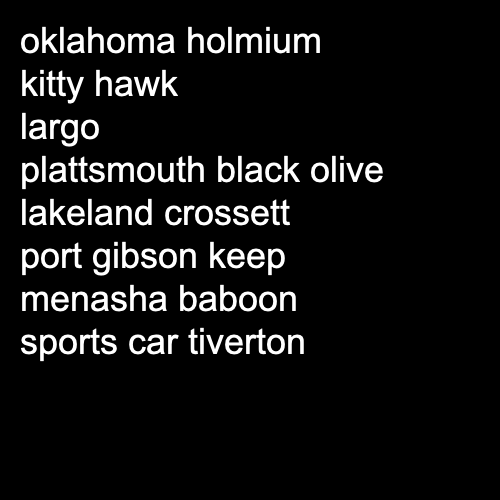 oklahoma holmium
kitty hawk
largo
plattsmouth black olive
lakeland crossett
port gibson keep
menasha baboon
sports car tiverton